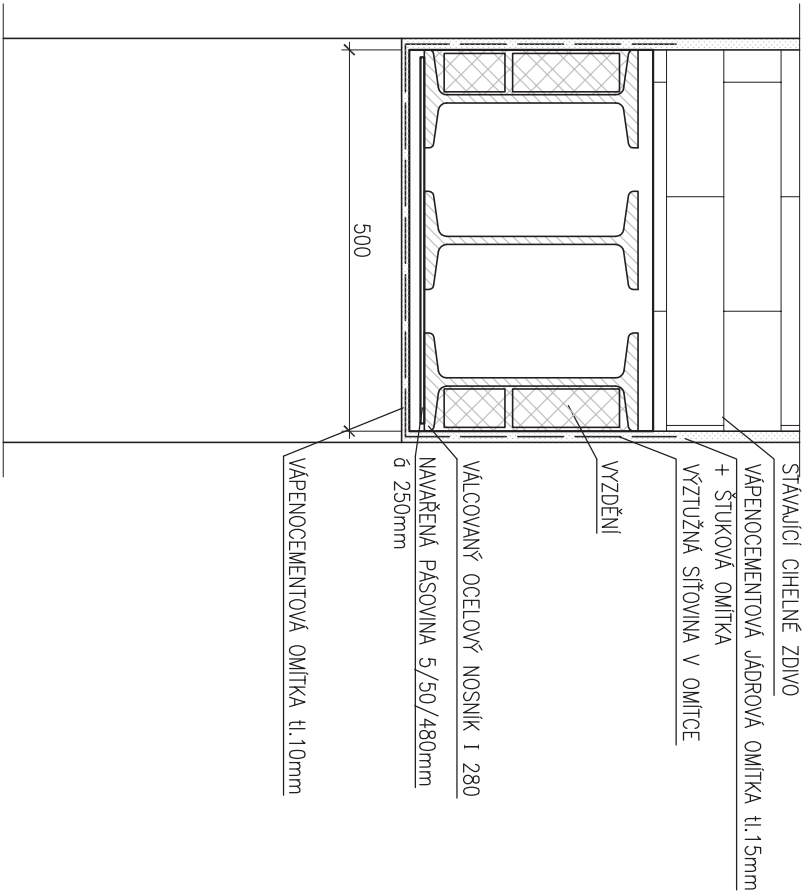 STÁVAJÍCÍ CIHELNÉ ZDIVO
VÁPENOCEMENTOVÁ JÁDROVÁ OMÍTKA tl.15mm
+ ŠTUKOVÁ OMÍTKA
VÝZTUŽNÁ SÍŤOVINA V OMÍTCE
VYZDĚNÍ
VÁLCOVANÝ OCELOVÝ NOSNÍK I 280
NAVAŘENÁ PÁSOVINA 5/50/480mm
á 250mm
500
VÁPENOCEMENTOVÁ OMÍTKA tl.10mm